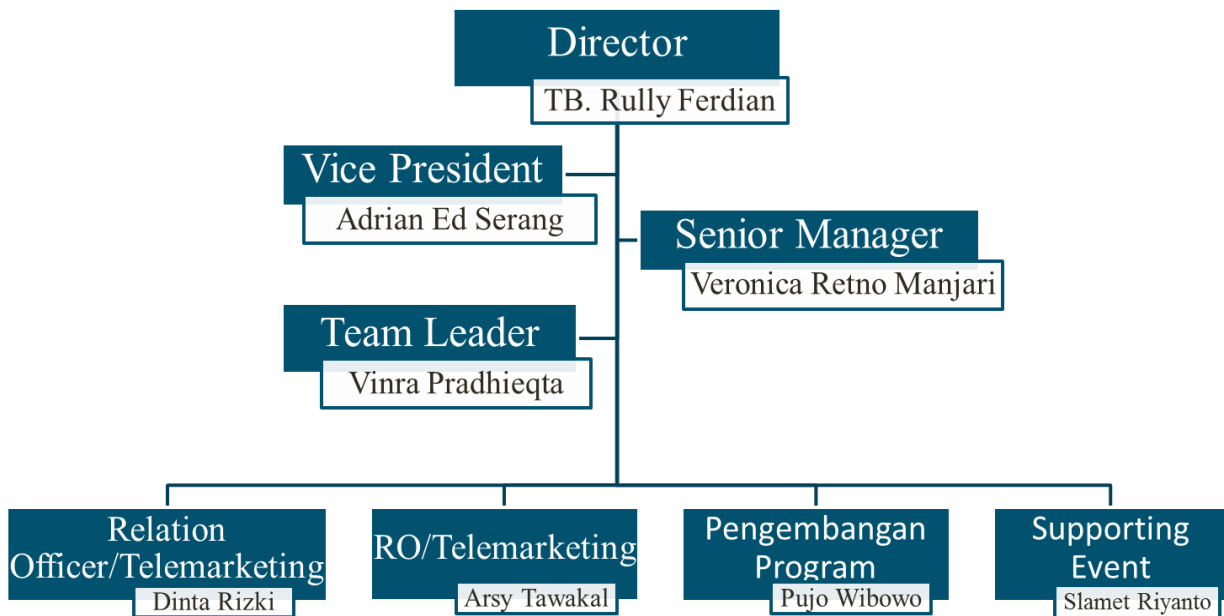 Director
TB. Rully Ferdian
Vice President
Adrian Ed Serang
Senior Manager
Veronica Retno Manjari
Team Leader
Vinra Pradhieqta
Relation
Officer/Telemarketing
Dinta Rizki
RO/Telemarketing
Arsy Tawakal
Pengembangan
Program
Pujo Wibowo
Supporting
Event
Slamet Riyanto